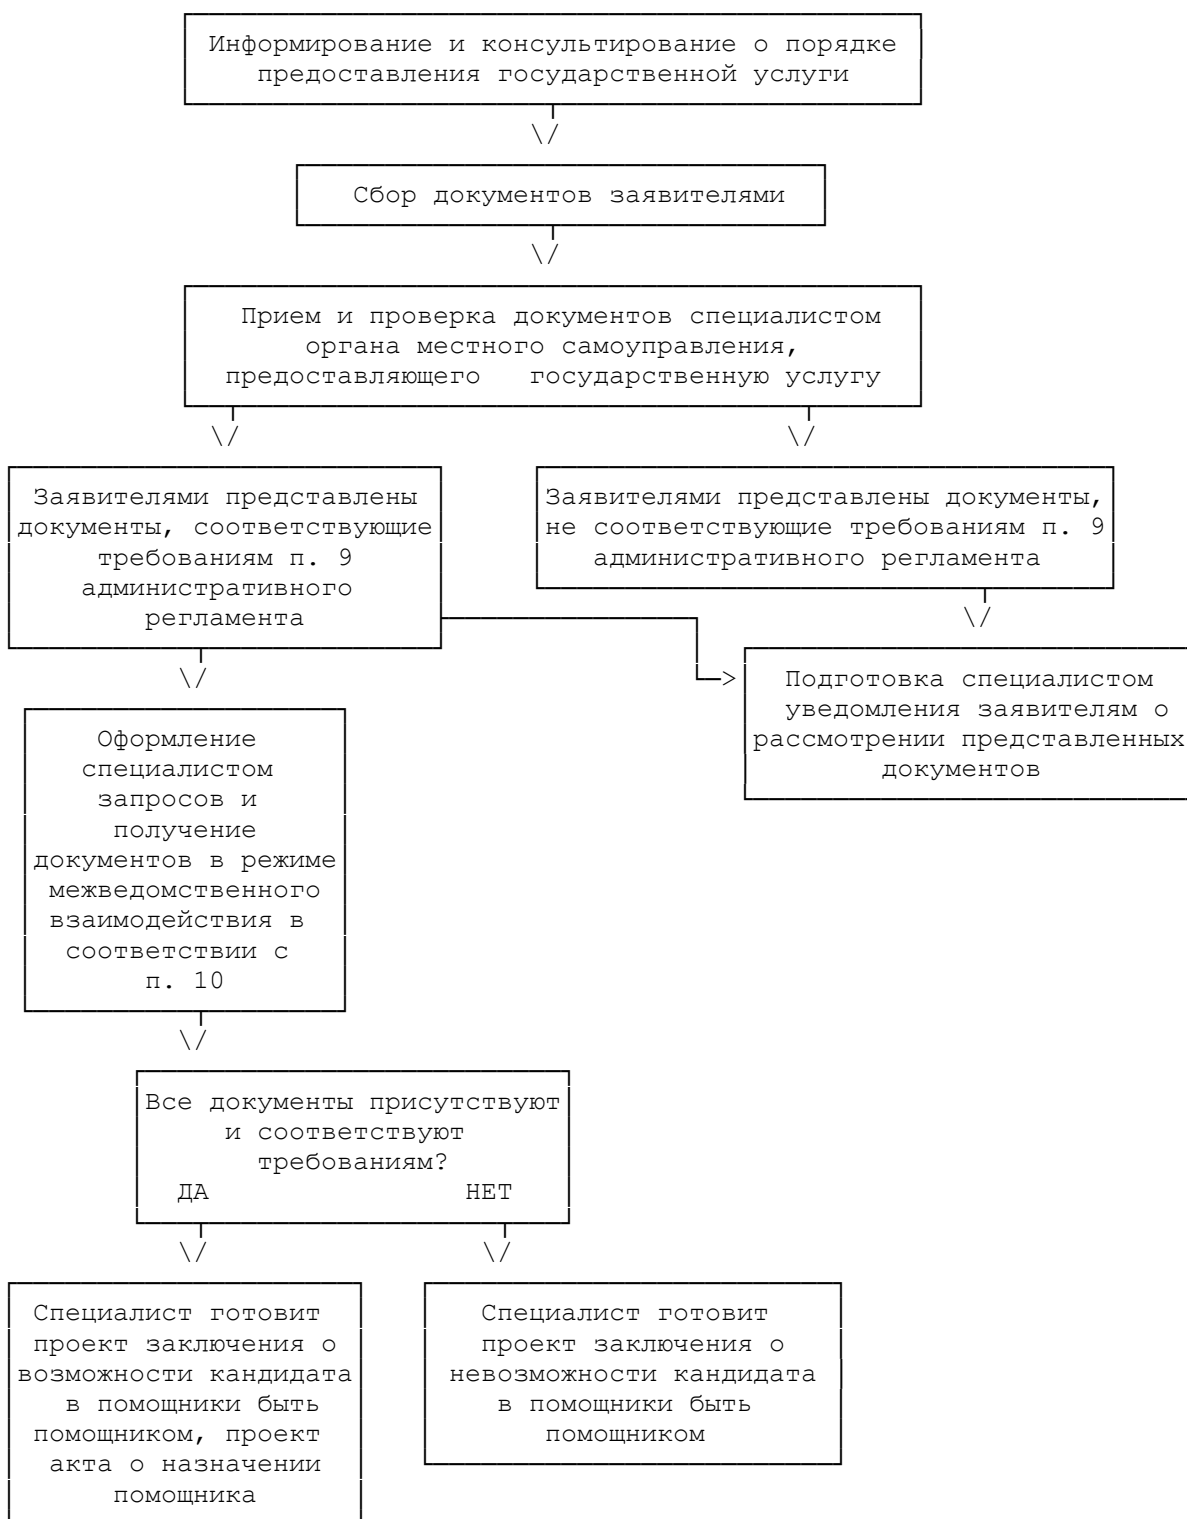 Информирование и консультирование о порядке
предоставления государственной услуги
\/
Сбор документов заявителями
\/
Прием и проверка документов специалистом
органа местного самоуправления,
предоставляющего государственную услугу
\/ \/
Заявителями представлены
документы, соответствующие
требованиям п. 9
административного
регламента
Заявителями представлены документы,
не соответствующие требованиям п. 9
административного регламента
\/
\/
>
Подготовка специалистом
уведомления заявителям о
рассмотрении представленных
документов
Оформление
специалистом
запросов и
получение
документов в режиме
межведомственного
взаимодействия в
соответствии с
п. 10
\/
Все документы присутствуют
и соответствуют
требованиям?
ДА НЕТ
\/ \/
Специалист готовит
проект заключения о
возможности кандидата
в помощники быть
помощником, проект
акта о назначении
помощника
Специалист готовит
проект заключения о
невозможности кандидата
в помощники быть
помощником